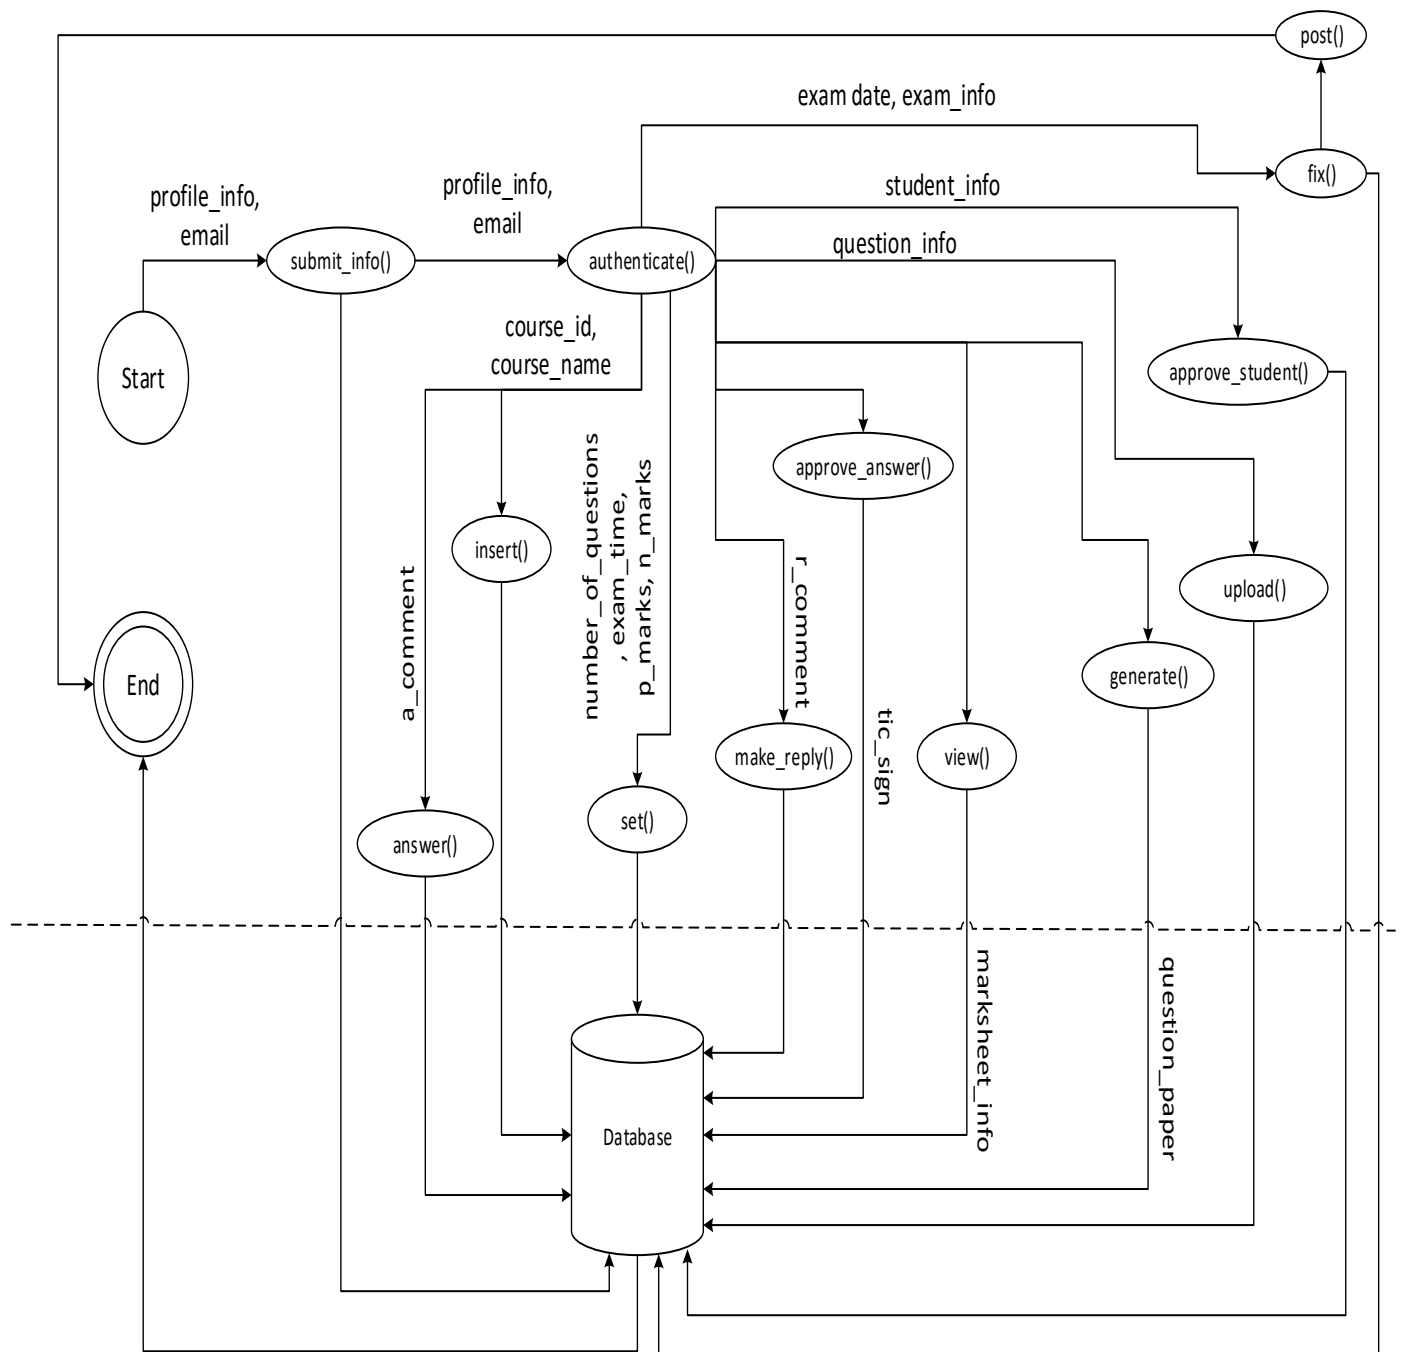 post()
exam date, exam_info
fix()
profile_info,
email
profile_info,
email
student_info
question_info
submit_info()
authenticate()
course_id,
course_name
Start
approve_student()
number_of_questions
, exam_time,
p_marks, n_marks
approve_answer()
insert()
a_comment
r_comment
upload()
generate()
End
tic_sign
make_reply()
view()
set()
answer()
marksheet_info
question_paper
Database